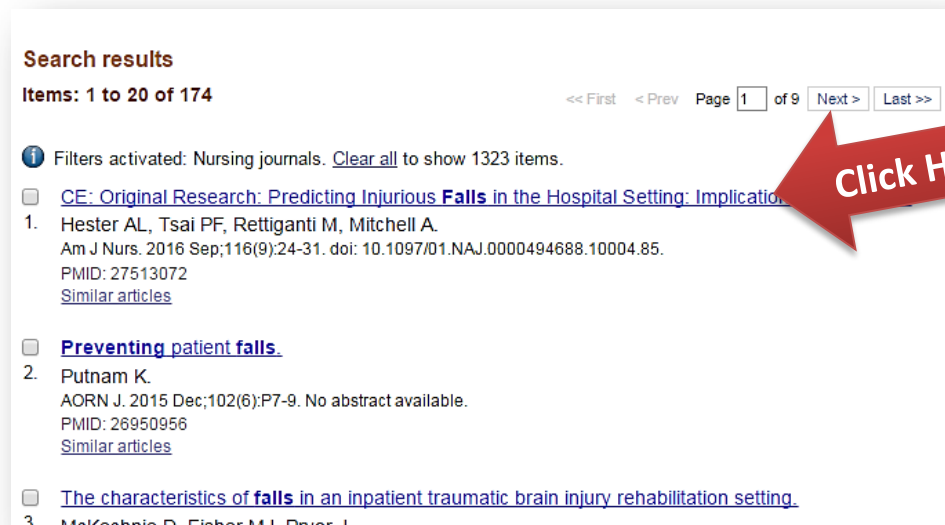 Search results
Items: 1 to 20 of 174
<< First < Prev Page 1 of 9 Next > Last >>
Filters activated: Nursing journals. Clear all to show 1323 items.
CE: Original Research: Predicting Injurious Falls in the Hospital Setting: Implication
Click H
1. Hester AL, Tsai PF, Rettiganti M, Mitchell A.
Am J Nurs. 2016 Sep;116(9):24-31. doi: 10.1097/01.NAJ.0000494688.10004.85.
PMID: 27513072
Similar articles
Preventing patient falls.
2. Putnam K.
AORN J. 2015 Dec;102(6):P7-9. No abstract available.
PMID: 26950956
Similar articles
The characteristics of falls in an inpatient traumatic brain injury rehabilitation setting.
3.